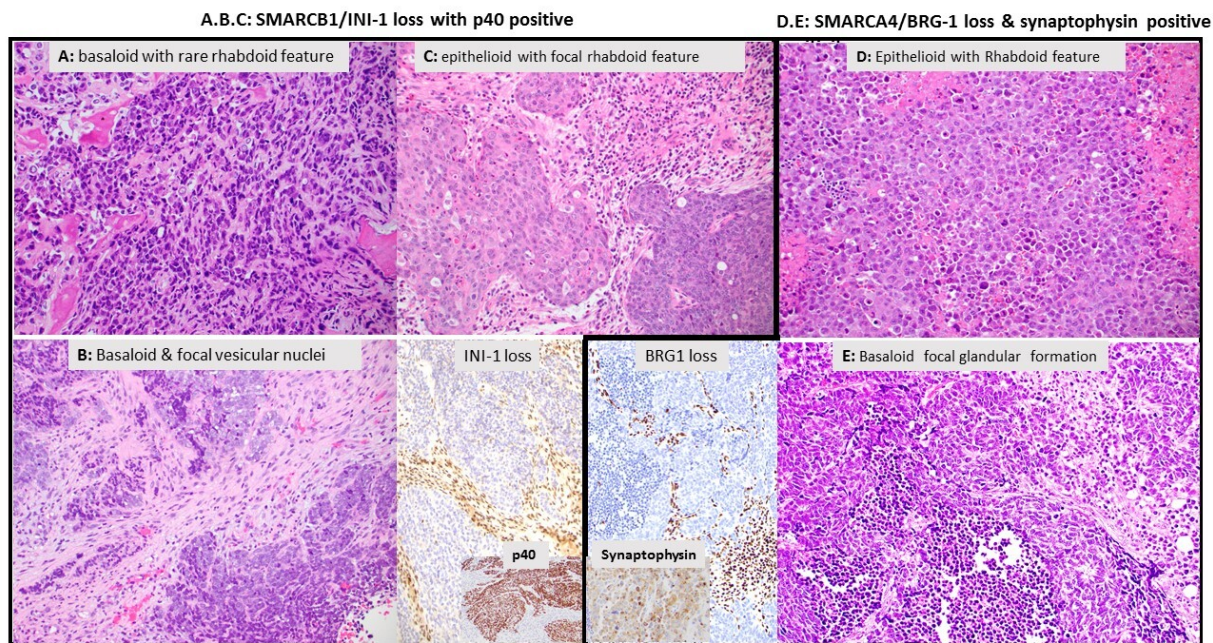 A.B.C: SMARCB1/INI-1 loss with p40 positive
D.E: SMARCA4/BRG-1 loss & synaptophysin positive
A: basaloid with rare rhabdoid feature
C: epithelioid with focal rhabdoid feature
D: Epithelioid with Rhabdoid feature
B: Basaloid & focal vesicular nuclei
INI-1 loss
BRG1 loss
E: Basaloid focal glandular formation
p40
Synaptophysin